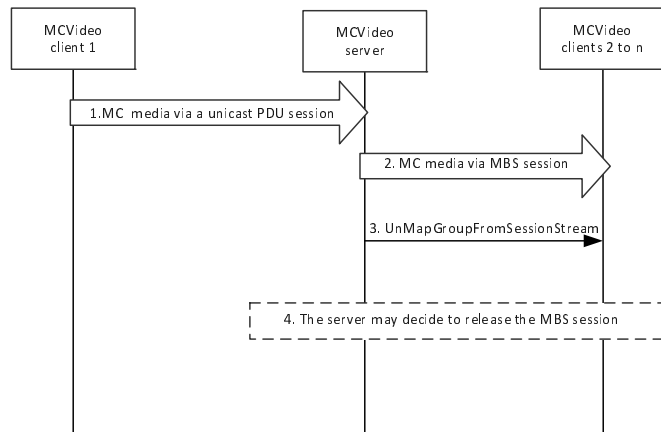 MCVideo
client 1
MCVideo
server
MCVideo
clients 2 to n
1.MC media via a unicast PDU session
2. MC media via MBS session
3. UnMapGroupFromSessionStream
4. The server may decide to release the MBS session